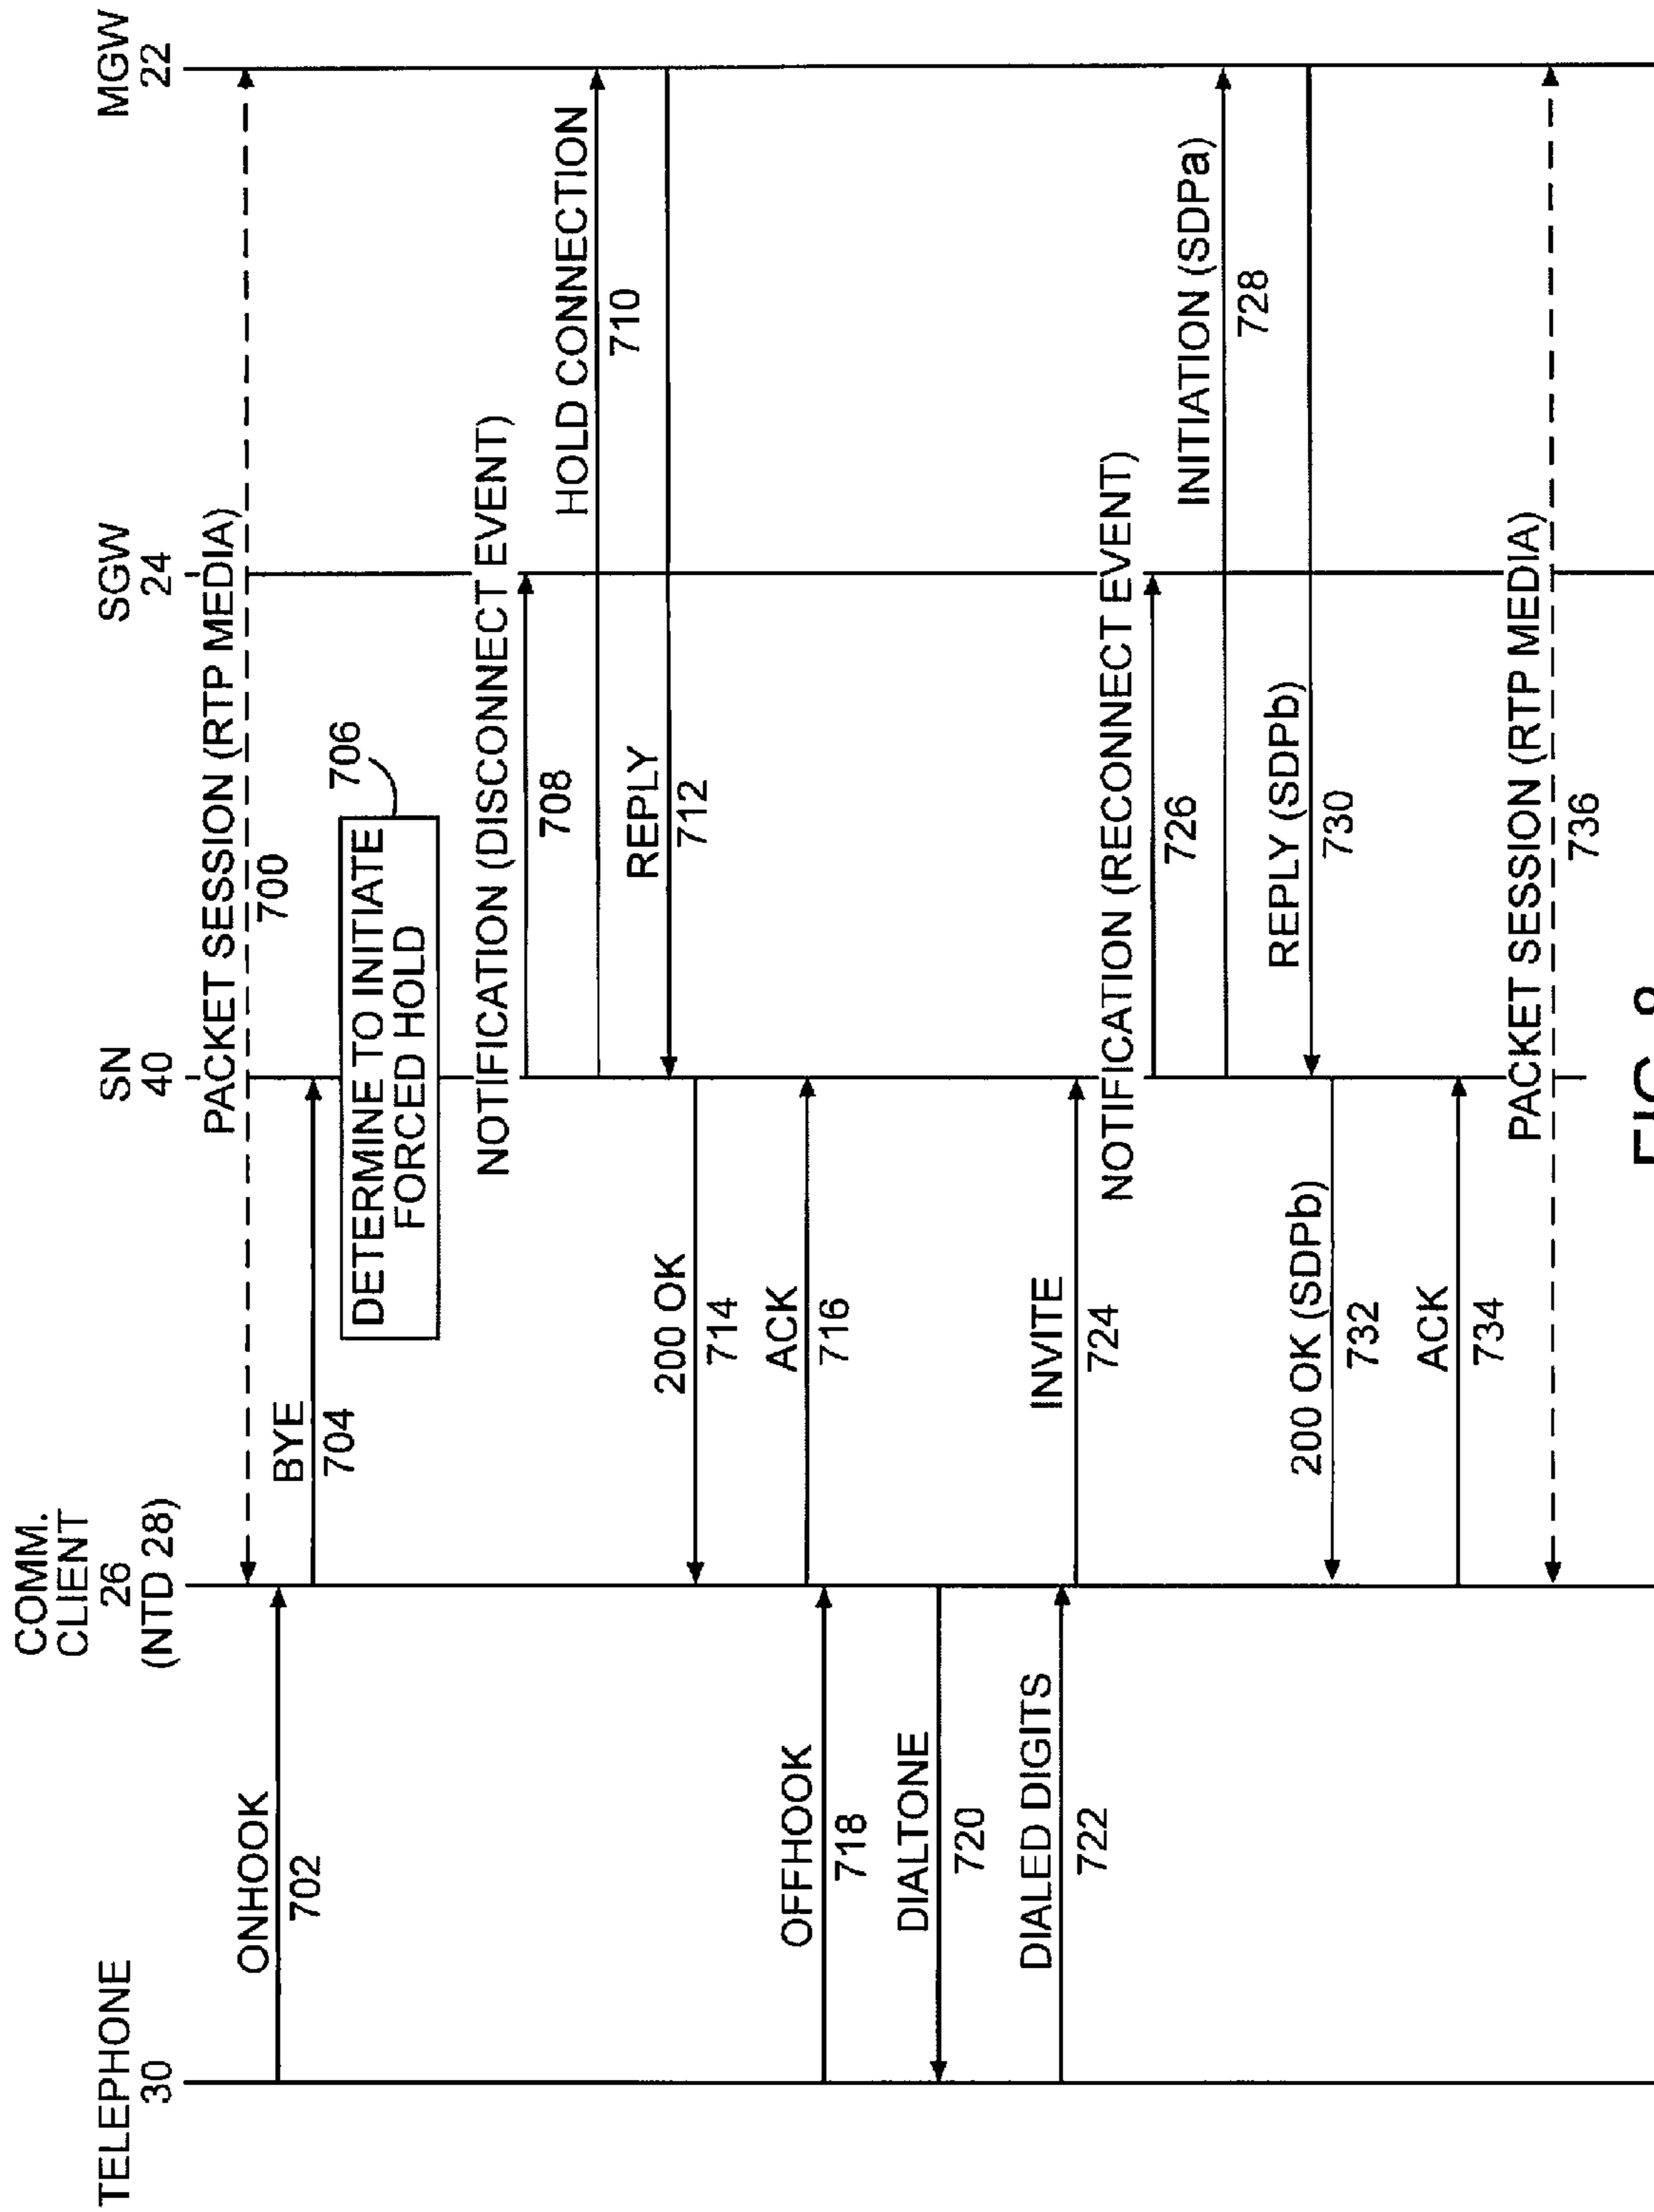 TELEPHONE
30
COMM.
CLIENT
26
(NTD 28)
SN
40
SGW
24
MGW
22
PACKET SESSION (RTP MEDIA)
700
ONHOOK
702
BYE
704
DETERMINE TO INITIATE
FORCED HOLD
706
NOTIFICATION (DISCONNECT EVENT)
708
HOLD CONNECTION
710
REPLY
712
200 OK
714
ACK
716
OFFHOOK
718
DIALTONE
720
DIALED DIGITS
722
INVITE
724
NOTIFICATION (RECONNECT EVENT)
726
INITIATION (SDPa)
728
REPLY (SDPb)
730
200 OK (SDPb)
732
ACK
734
PACKET SESSION (RTP MEDIA)
736